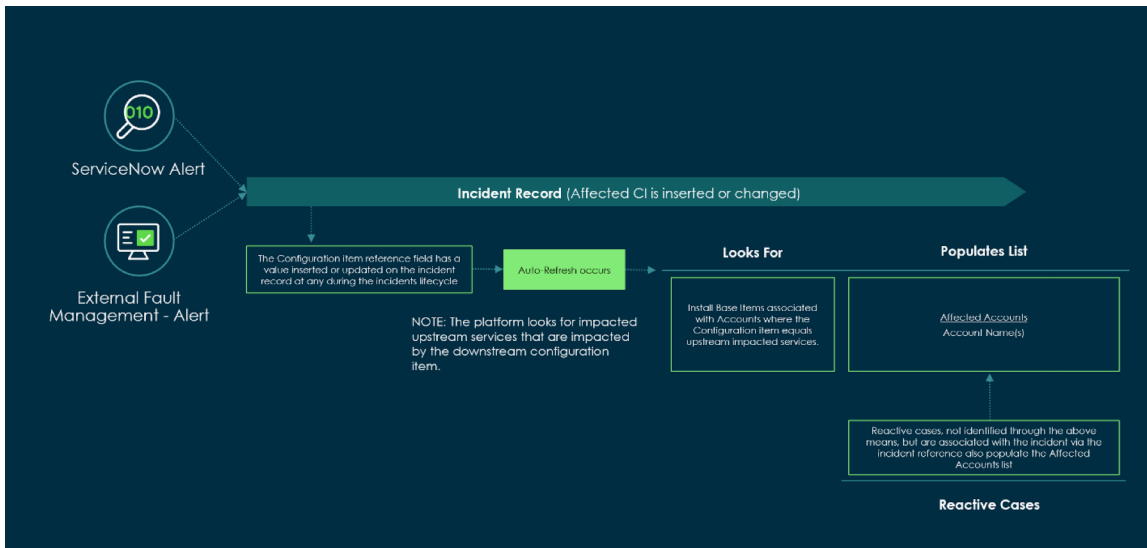 010
ServiceNow Alert
External Fault
Management - Alert
Incident Record (Affected CI is inserted or changed)
The Configuration item reference field has a
value inserted or updated on the incident
record at any during the incidents lifecycle
Auto-Refresh occurs
NOTE: The platform looks for impacted
upstream services that are impacted
by the downstream configuration
item.
Looks For
Install Base Items associated
with Accounts where the
Configuration item equals
upstream impacted services.
Populates List
Affected Accounts
Account Name(s)
Reactive cases, not identified through the above
means, but are associated with the incident via the
incident reference also populate the Affected
Accounts list
Reactive Cases